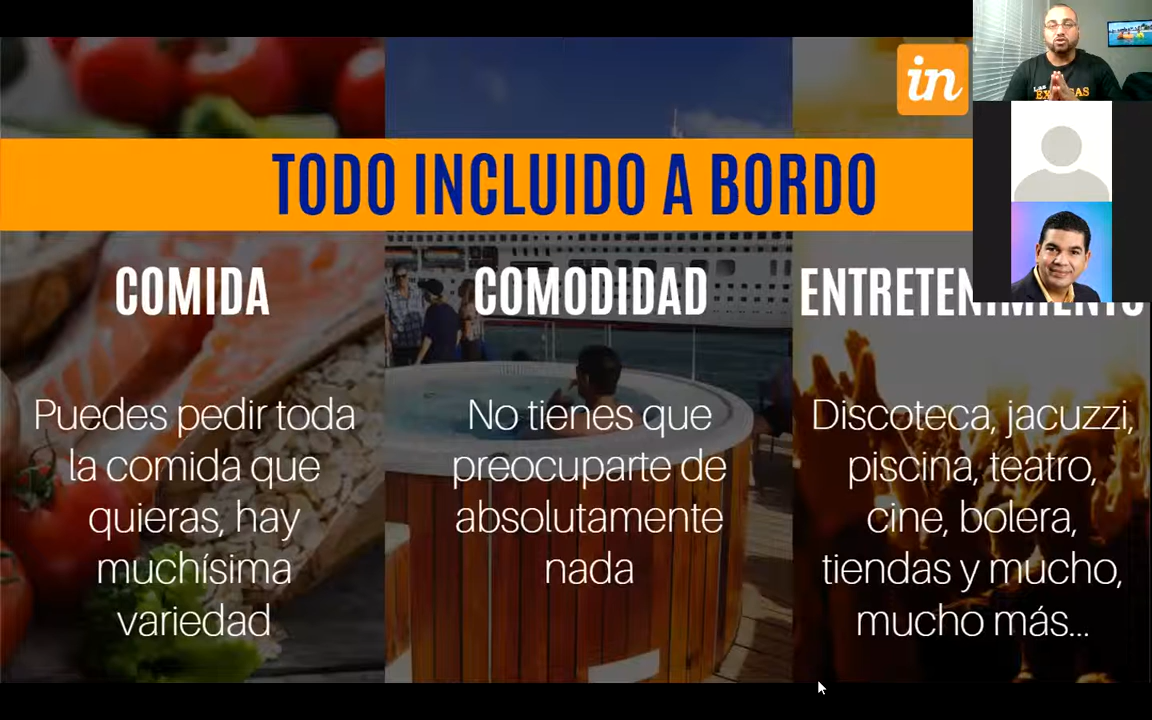 in
TODO INCLUIDO A BORDO
COMIDA
Puedes pedir toda
la comida que
quieras, hay
muchísima
variedad
COMODIDAD
No tienes que
preocuparte de
absolutamente
nada
ENTRETENIMIENTO
Discoteca, jacuzzi,
piscina, teatro,
cine, bolera,
tiendas y mucho,
mucho más...